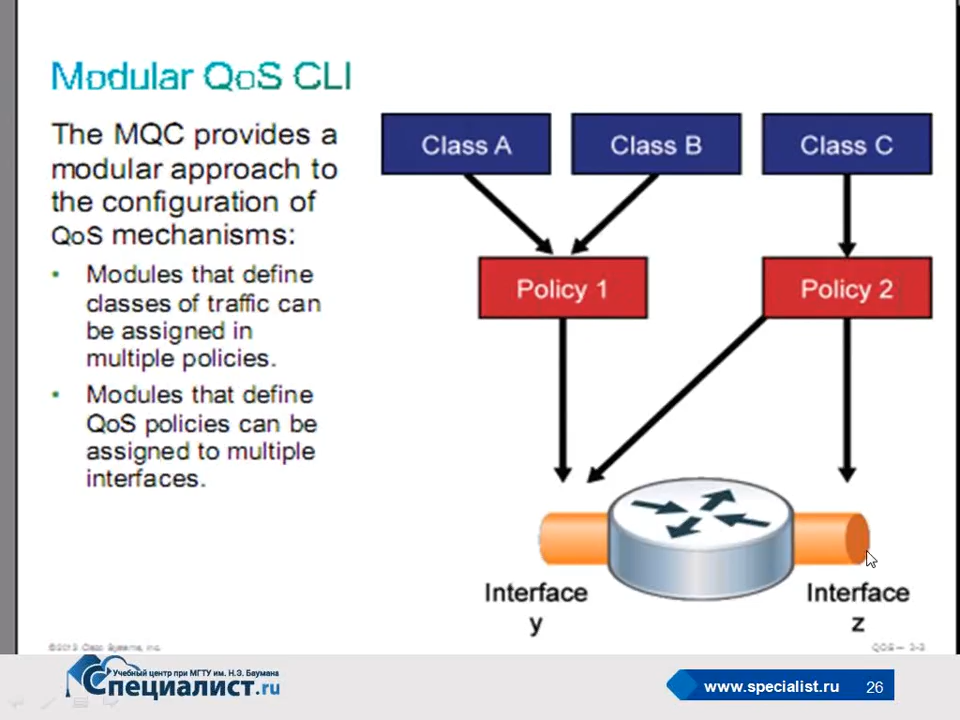 Modular QoS CLI
The MQC provides a
modular approach to
the configuration of
QoS mechanisms:
• Modules that define
classes of traffic can
be assigned in
multiple policies.
• Modules that define
QoS policies can be
assigned to multiple
interfaces.
Class A
Class B
Class C
Policy 1
Policy 2
Interface
y
Interface
z
Учебный центр при МГТУ им. Н.Э. Баумана
Специалист.ru
www.specialist.ru
26